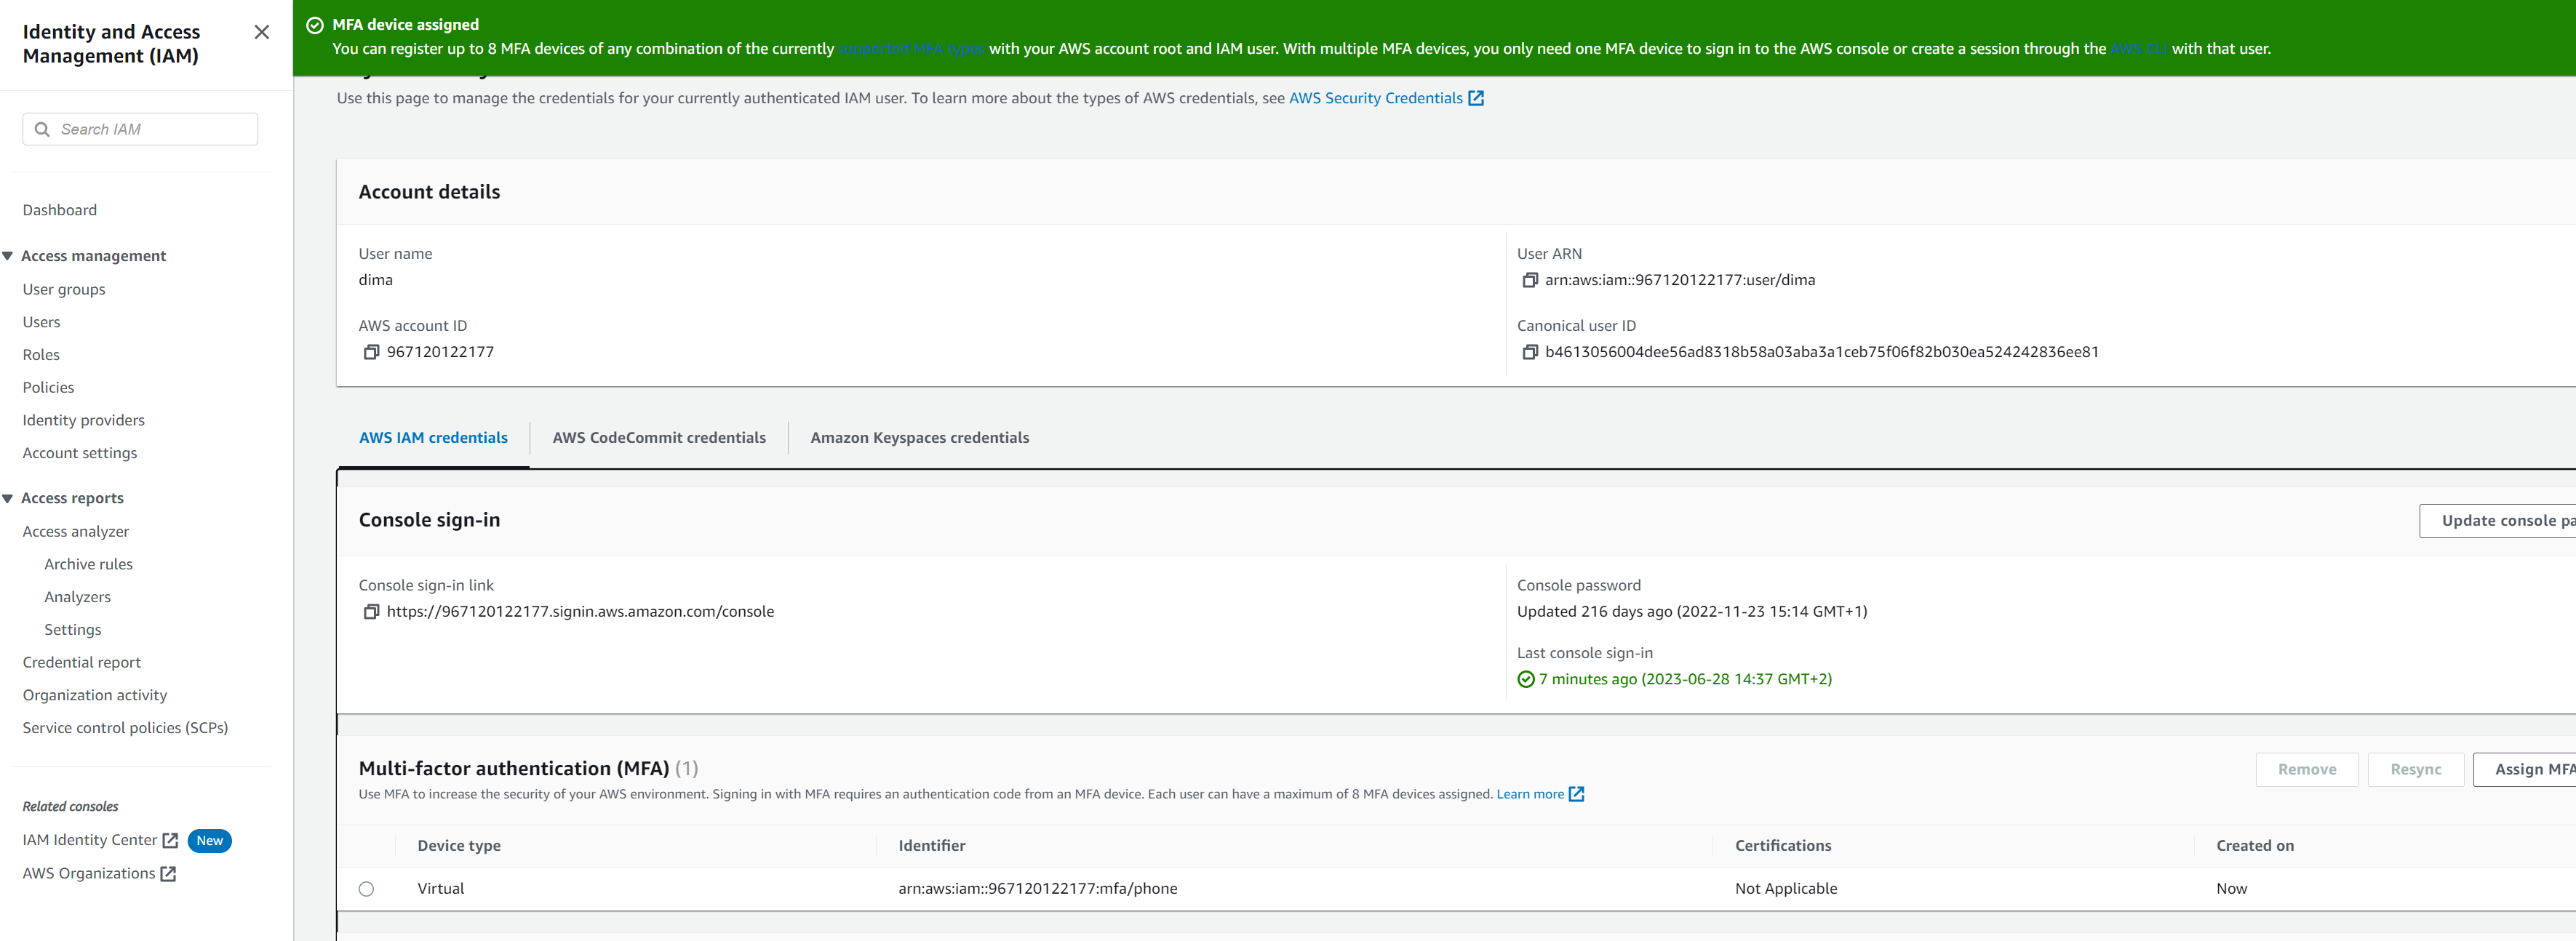 Identity and Access
Management (IAM)
Search IAM
Dashboard
Access management
User groups
Users
Roles
Policies
Identity providers
Account settings
Access reports
Access analyzer
Archive rules
Analyzers
Settings
Credential report
Organization activity
Service control policies (SCPs)
Related consoles
IAM Identity Center New
AWS Organizations
MFA device assigned
You can register up to 8 MFA devices of any combination of the currently supported MFA types with your AWS account root and IAM user. With multiple MFA devices, you only need one MFA device to sign in to the AWS console or create a session through the AWS CLI with that user.
Use this page to manage the credentials for your currently authenticated IAM user. To learn more about the types of AWS credentials, see AWS Security Credentials
Account details
User name
dima
AWS account ID
967120122177
User ARN
arn:aws:iam::967120122177:user/dima
Canonical user ID
b4613056004dee56ad8318b58a03aba3a1ceb75f06f82b030ea524242836ee81
AWS IAM credentials
AWS CodeCommit credentials
Amazon Keyspaces credentials
Console sign-in
Update console pa
Console sign-in link
https://967120122177.signin.aws.amazon.com/console
Console password
Updated 216 days ago (2022-11-23 15:14 GMT+1)
Last console sign-in
7 minutes ago (2023-06-28 14:37 GMT+2)
Multi-factor authentication (MFA) (1)
Remove
Resync
Assign MFA
Use MFA to increase the security of your AWS environment. Signing in with MFA requires an authentication code from an MFA device. Each user can have a maximum of 8 MFA devices assigned. Learn more
Device type Identifier Certifications Created on
Virtual arn:aws:iam::967120122177:mfa/phone Not Applicable Now